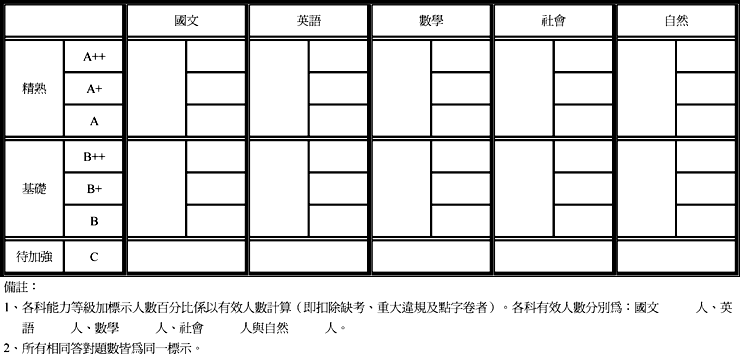 國文 英語 數學 社會 自然
A++
精熟 A+
A
B++
基礎 B+
B
待加強 C
備註：
1、各科能力等級加標示人數百分比係以有效人數計算（即扣除缺考、重大違規及點字卷者）。各科有效人數分別為：國文 人、英
語 人、數學 人、社會 人與自然 人。
2、所有相同答對題數皆為同一標示。